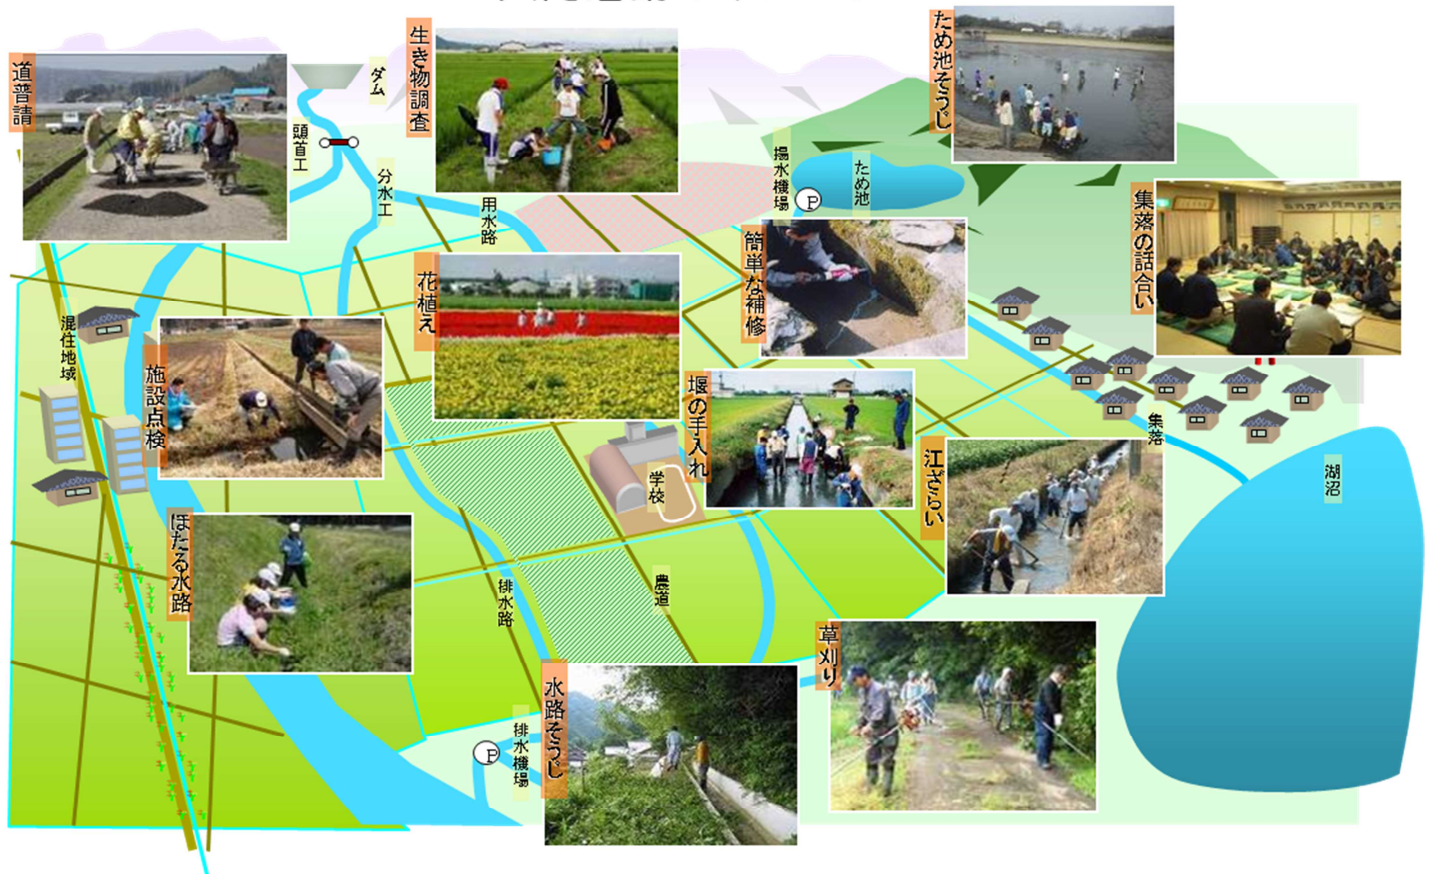 道普請
ダム
頭首工
分水工
生き物調査
用水路
ため池そうじ
揚水機場
P
ため池
集落の話合い
混住地域
施設点検
花植え
簡単な補修
堰の手入れ
学校
江ざらい
集落
湖沼
ほたる水路
排水路
農道
草刈り
水路そうじ
排水機場
P